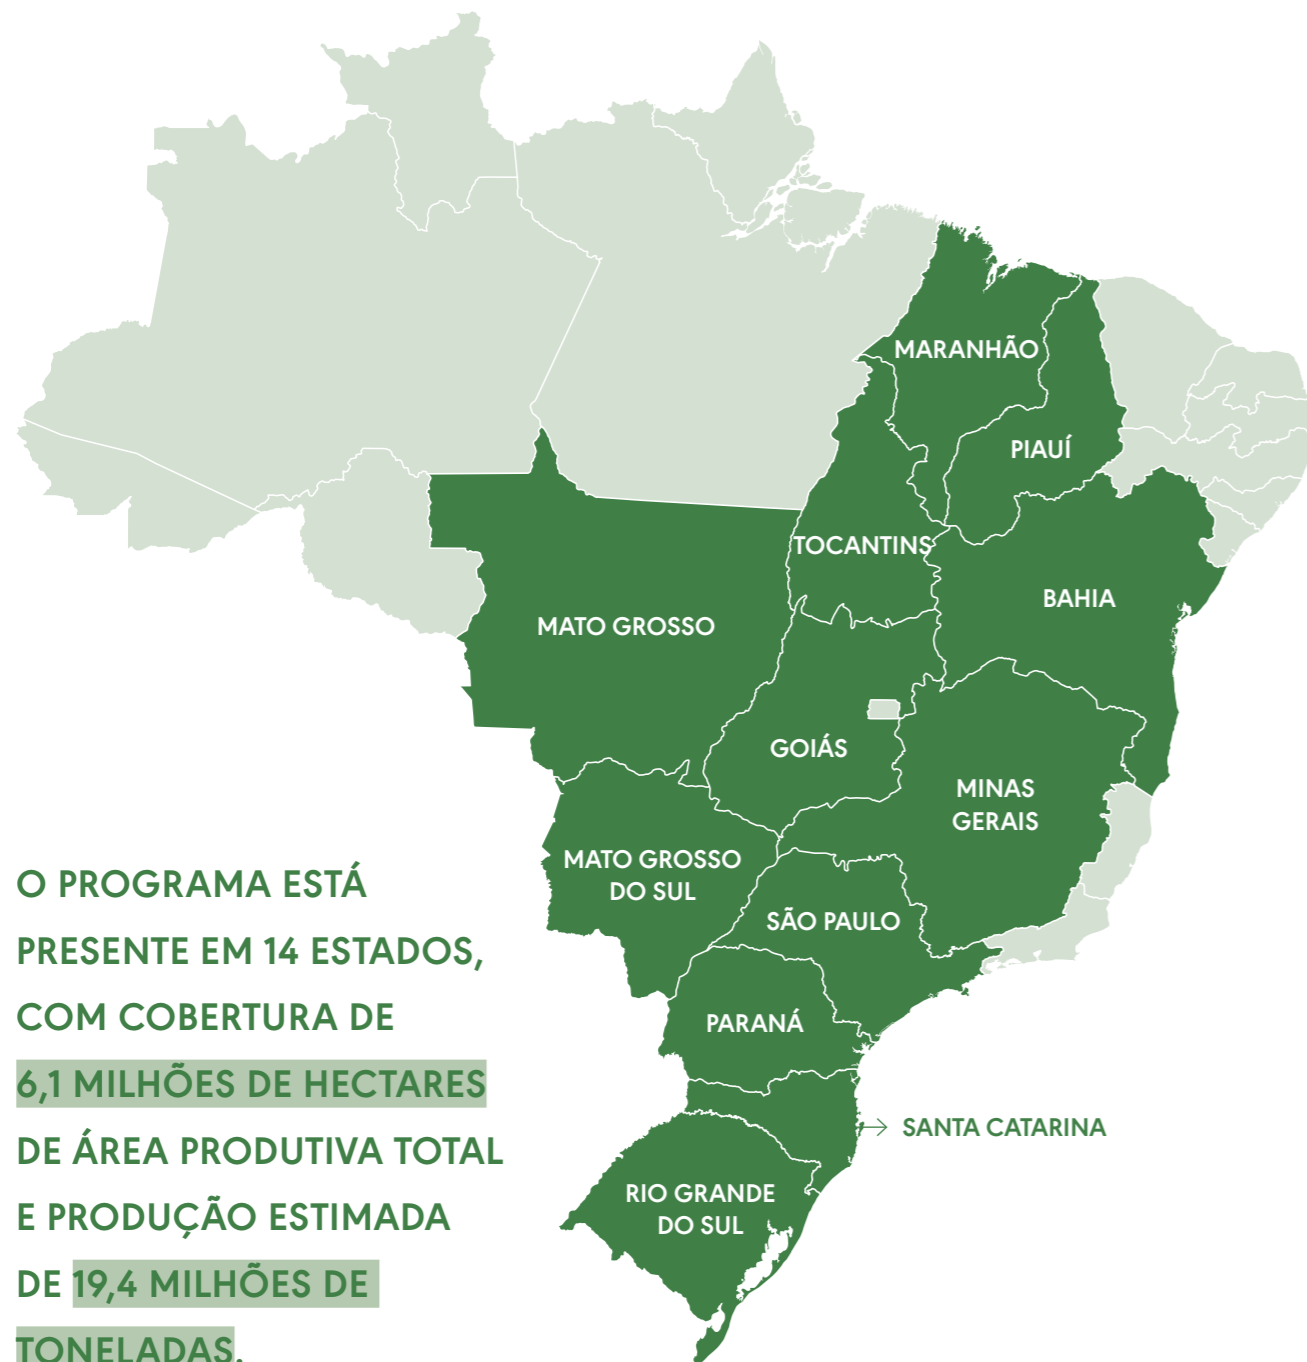 MARANHÃO
PIAUÍ
TOCANTINS
BAHIA
MATO GROSSO
GOIÁS
MINAS
GERAIS
MATO GROSSO
DO SUL
SÃO PAULO
PARANÁ
SANTA CATARINA
RIO GRANDE
DO SUL
O PROGRAMA ESTÁ
PRESENTE EM 14 ESTADOS,
COM COBERTURA DE
6,1 MILHÕES DE HECTARES
DE ÁREA PRODUTIVA TOTAL
E PRODUÇÃO ESTIMADA
DE 19,4 MILHÕES DE
TONELADAS.